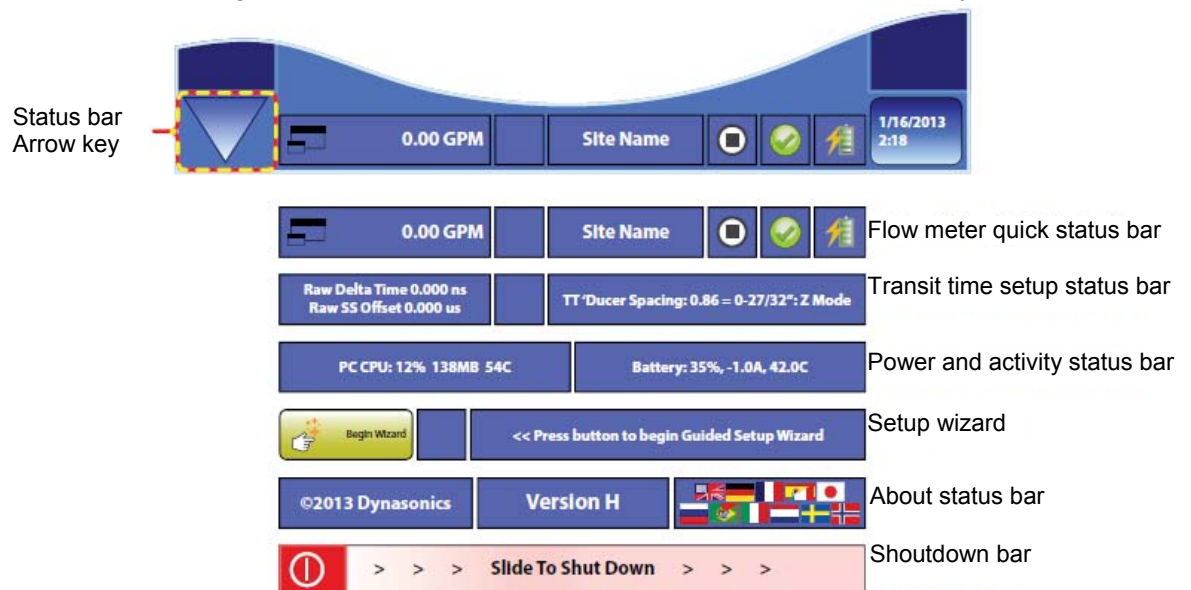 Status bar
Arrow key
0.00 GPM
SIte Name
1/16/2013
2:18
0.00 GPM
SIte Name
Flow meter quick status bar
Raw Delta Time 0.000 ns
Raw SS Offset 0.000 us
TT 'Ducer Spacing: 0.86 = 0-27/32": Z Mode
Transit time setup status bar
PC CPU: 12% 138MB 54C
Battery: 35%, -1.0A, 42.0C
Power and activity status bar
Begin Wizard
<< Press button to begin Guided Setup Wizard
Setup wizard
©2013 Dynasonics
Version H
About status bar
> > > Slide To Shut Down > > >
Shoutdown bar